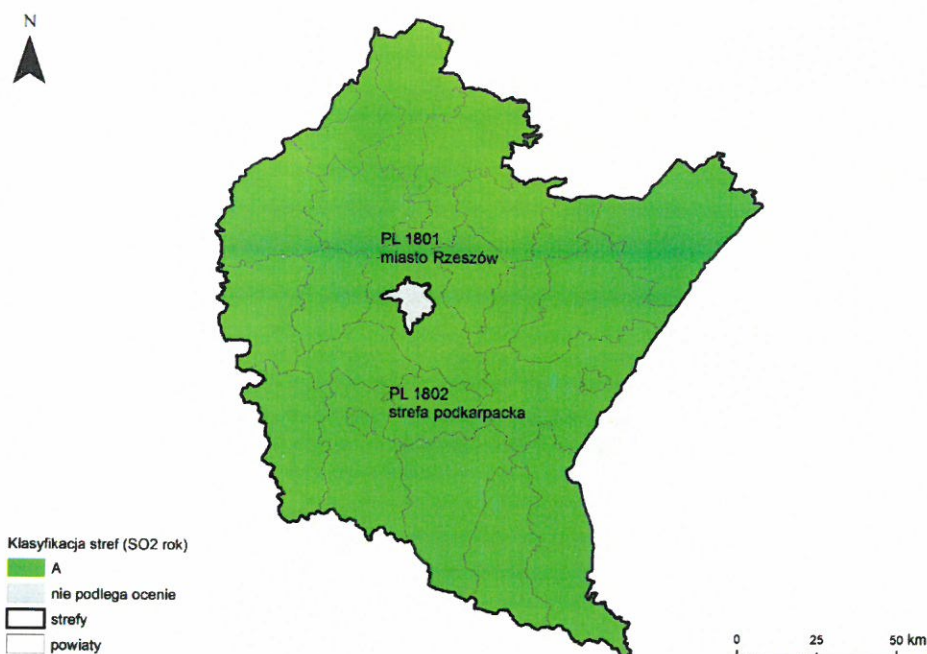 N
PL 1801
miasto Rzeszów
PL 1802
strefa podkarpacka
Klasyfikacja stref (SO2 rok)
A
nie podlega ocenie
strefy
powiaty
0 25 50 km